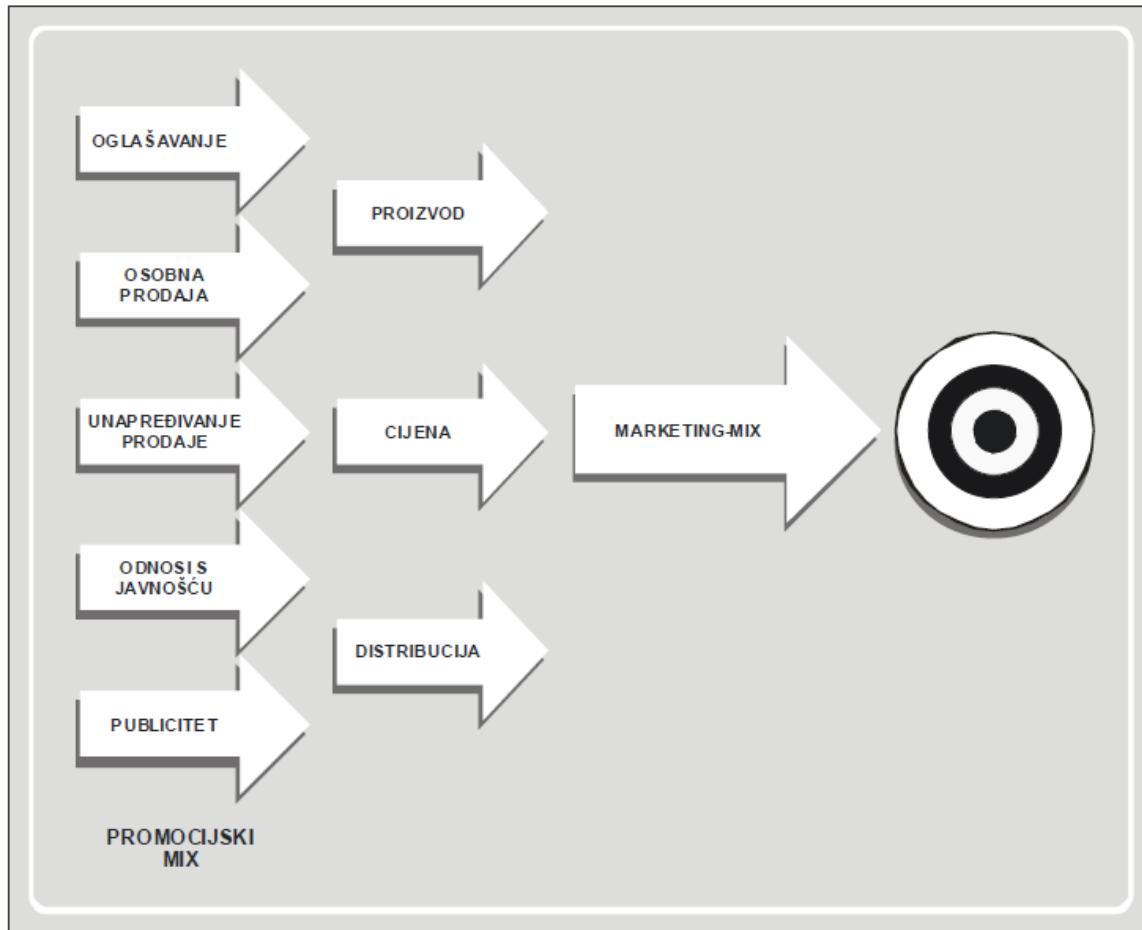 OGLAŠAVANJE
OSOBNA
PRODAJA
UNAPREĐIVANJE
PRODAJE
ODNOSI S
JAVNOŠĆU
PUBLICITET
PROMOCIJSKI
MIX
PROIZVOD
CIJENA
DISTRIBUCIJA
MARKETING-MIX